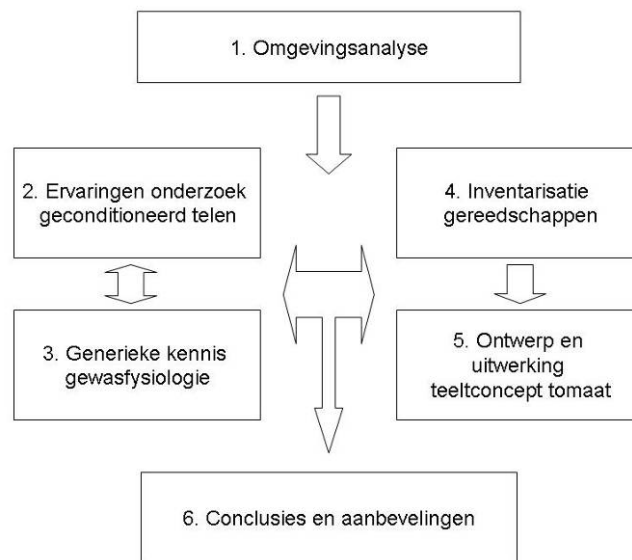 1. Omgevingsanalyse
2. Ervaringen onderzoek
geconditioneerd telen
3. Generieke kennis
gewasfysiologie
4. Inventarisatie
gereedschappen
5. Ontwerp en
uitwerking
teeltconcept tomaat
6. Conclusies en aanbevelingen